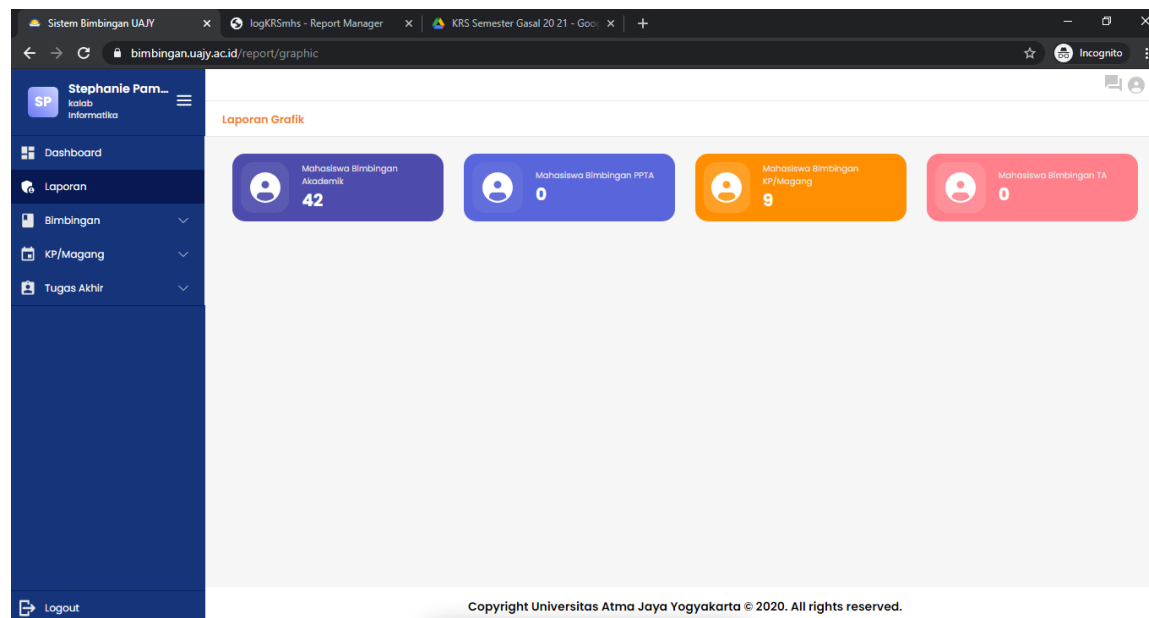 Sistem Bimbingan UAJY
logKRSmhs - Report Manager
KRS Semester Gasal 20 21 - Goo
bimbingan.uajy.ac.id/report/graphic
Incognito
SP
Stephanie Pam...
kalab
Informatika
Laporan Grafik
Dashboard
Laporan
Bimbingan
KP/Magang
Tugas Akhir
Mahasiswa Bimbingan
Akademik
42
Mahasiswa Bimbingan PPTA
0
Mahasiswa Bimbingan
KP/Magang
9
Mahasiswa Bimbingan TA
0
Logout
Copyright Universitas Atma Jaya Yogyakarta © 2020. All rights reserved.